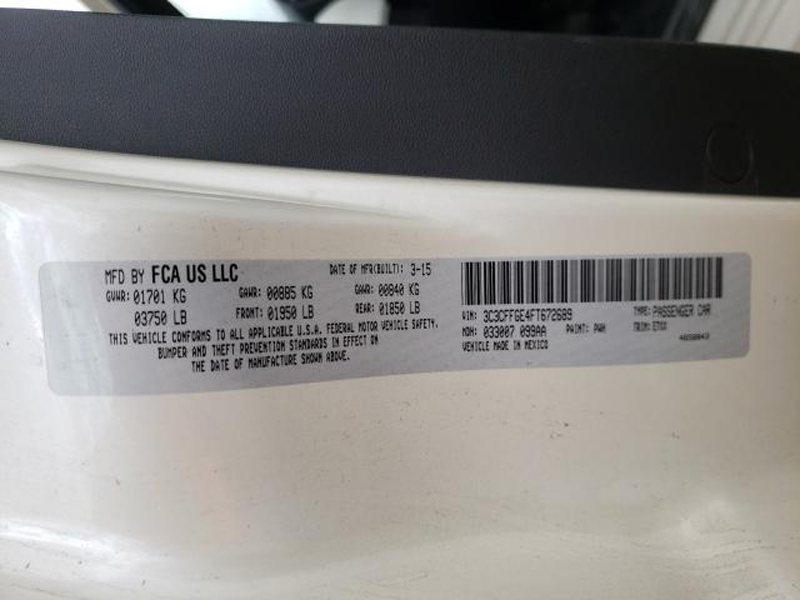 MFD BY FCA US LLC DATE OF MFR(BUILT): 3-15
GVWR: 01701 KG GAWR: 00885 KG GAWR: 00840 KG
03750 LB FRONT: 01950 LB REAR: 01850 LB
THIS VEHICLE CONFORMS TO ALL APPLICABLE U.S.A. FEDERAL MOTOR VEHICLE SAFETY,
BUMPER AND THEFT PREVENTION STANDARDS IN EFFECT ON
THE DATE OF MANUFACTURE SHOWN ABOVE.
VIN: 3C3CFFGE4FT672689 TYPE: PASSENGER CAR
MDH: 033007 099AA PAINT: PWH TRIM:
VEHICLE MADE IN MEXICO